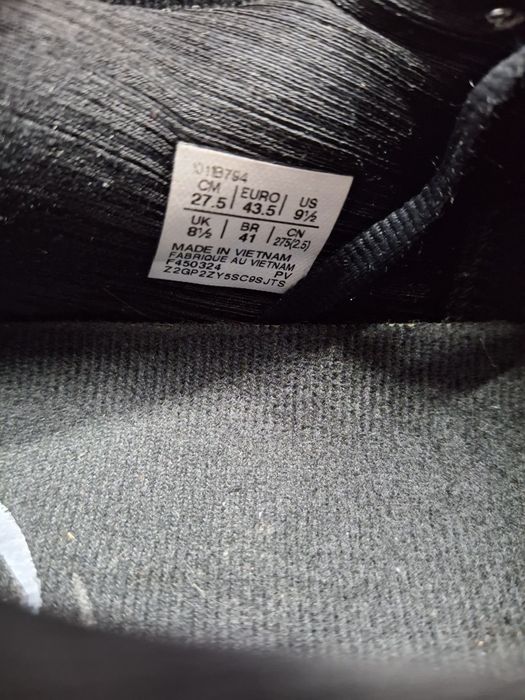 1011B794
CM EURO US
27.5 43.5 9½
UK BR CN
8½ 41 275(2.5)
MADE IN VIETNAM
FABRIQUE AU VIETNAM
F450324 PV
Z2GP2ZY5SC9SJTS